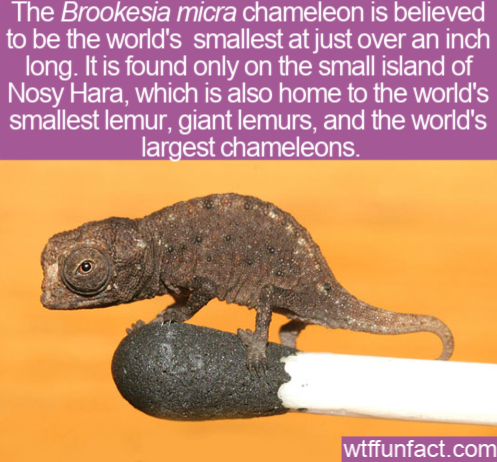 The Brookesia micra chameleon is believed
to be the world's smallest at just over an inch
long. It is found only on the small island of
Nosy Hara, which is also home to the world's
smallest lemur, giant lemurs, and the world's
largest chameleons.
wtffunfact.com